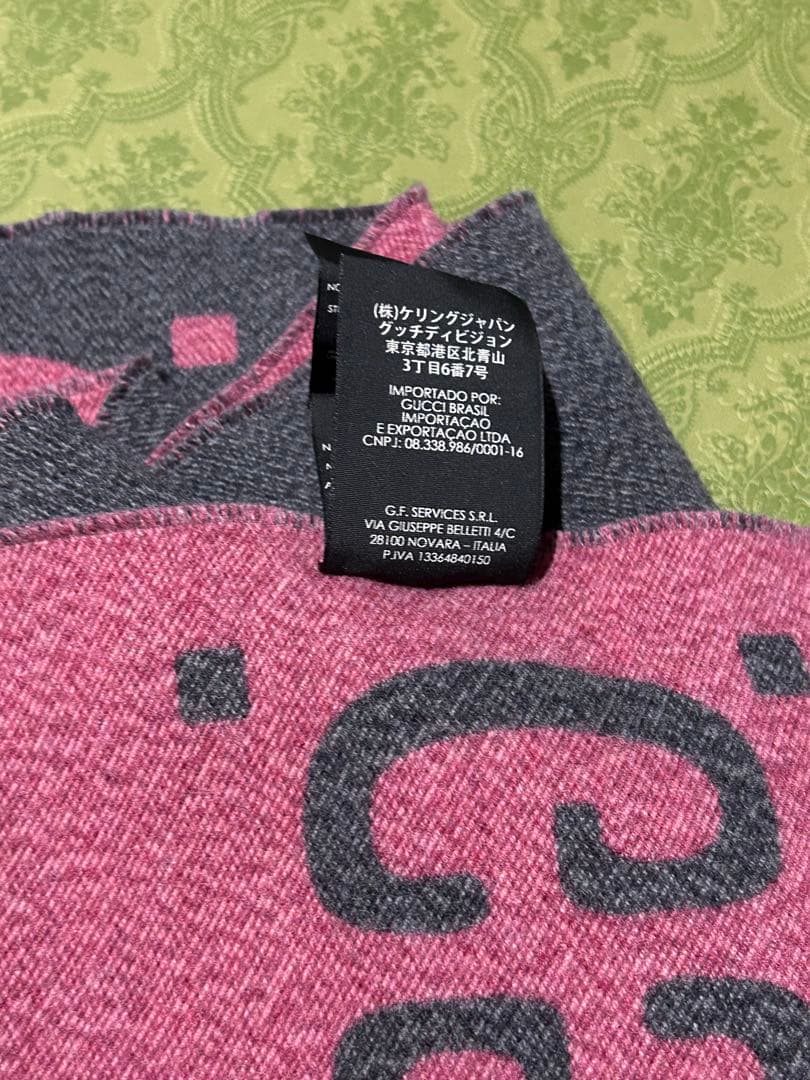 (株)ケリングジャパン
グッチディビジョン
東京都港区北青山
3丁目6番7号
IMPORTADO POR:
GUCCI BRASIL
IMPORTAÇAO
E EXPORTAÇAO LTDA
CNPJ: 08.338.986/0001-16
G.F. SERVICES S.R.L.
VIA GIUSEPPE BELLETTI 4/C
28100 NOVARA – ITALIA
P.IVA 13364840150